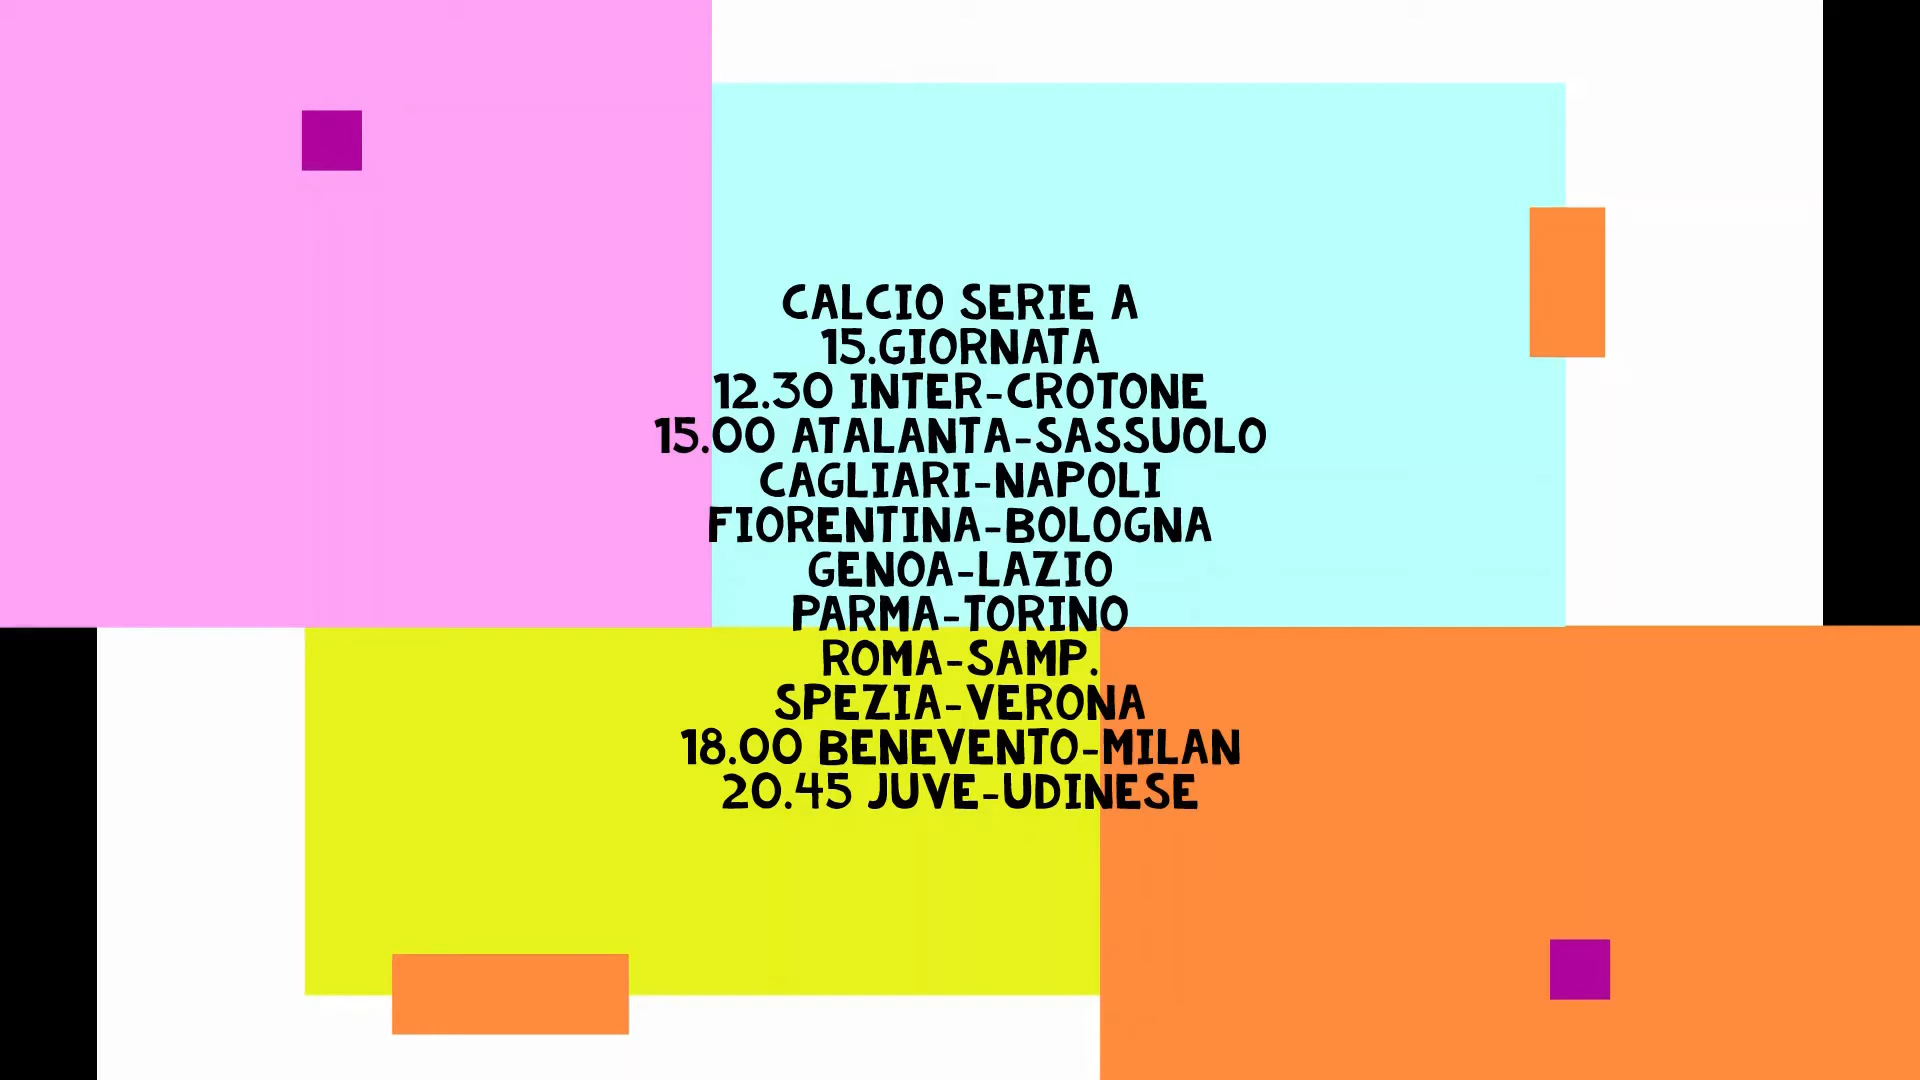 CALCIO SERIE A
15.GIORNATA
12.30 INTER-CROTONE
15.00 ATALANTA-SASSUOLO
CAGLIARI-NAPOLI
FIORENTINA-BOLOGNA
GENOA-LAZIO
PARMA-TORINO
ROMA-SAMP.
SPEZIA-VERONA
18.00 BENEVENTO-MILAN
20.45 JUVE-UDINESE